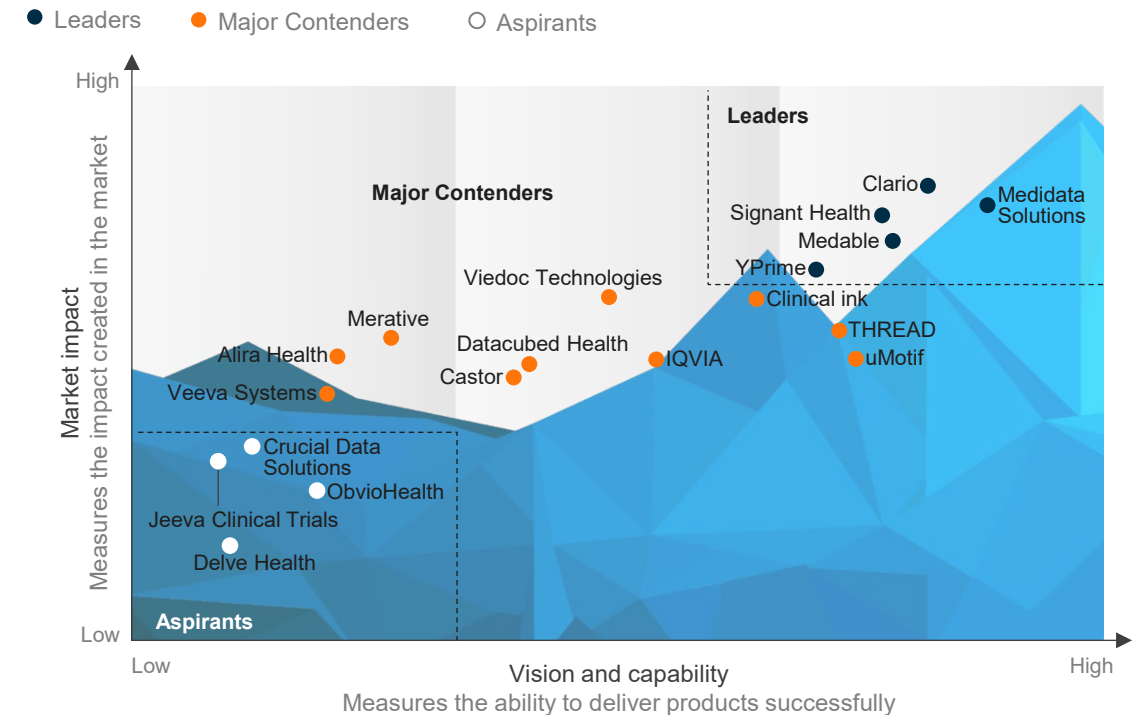 Leaders
Major Contenders
Aspirants
High
Market impact
Measures the impact created in the market
Low
Leaders
Major Contenders
Clario
Medidata
Solutions
Signant Health
Medable
YPrime
Viedoc Technologies
Clinical ink
Merative
THREAD
Datacubed Health
Alira Health
IQVIA
uMotif
Castor
Veeva Systems
Crucial Data
Solutions
ObvioHealth
Jeeva Clinical Trials
Delve Health
Aspirants
Low
High
Vision and capability
Measures the ability to deliver products successfully